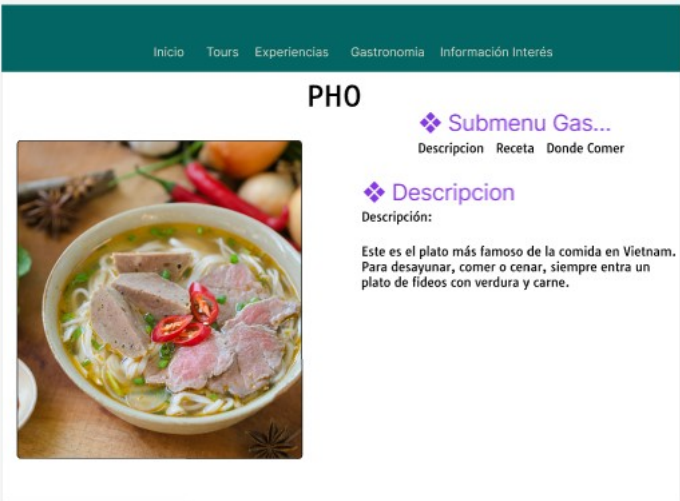 Inicio Tours Experiencias Gastronomia Información Interés
PHO
❖ Submenu Gas...
Descripcion Receta Donde Comer
❖ Descripcion
Descripción:
Este es el plato más famoso de la comida en Vietnam.
Para desayunar, comer o cenar, siempre entra un
plato de fideos con verdura y carne.